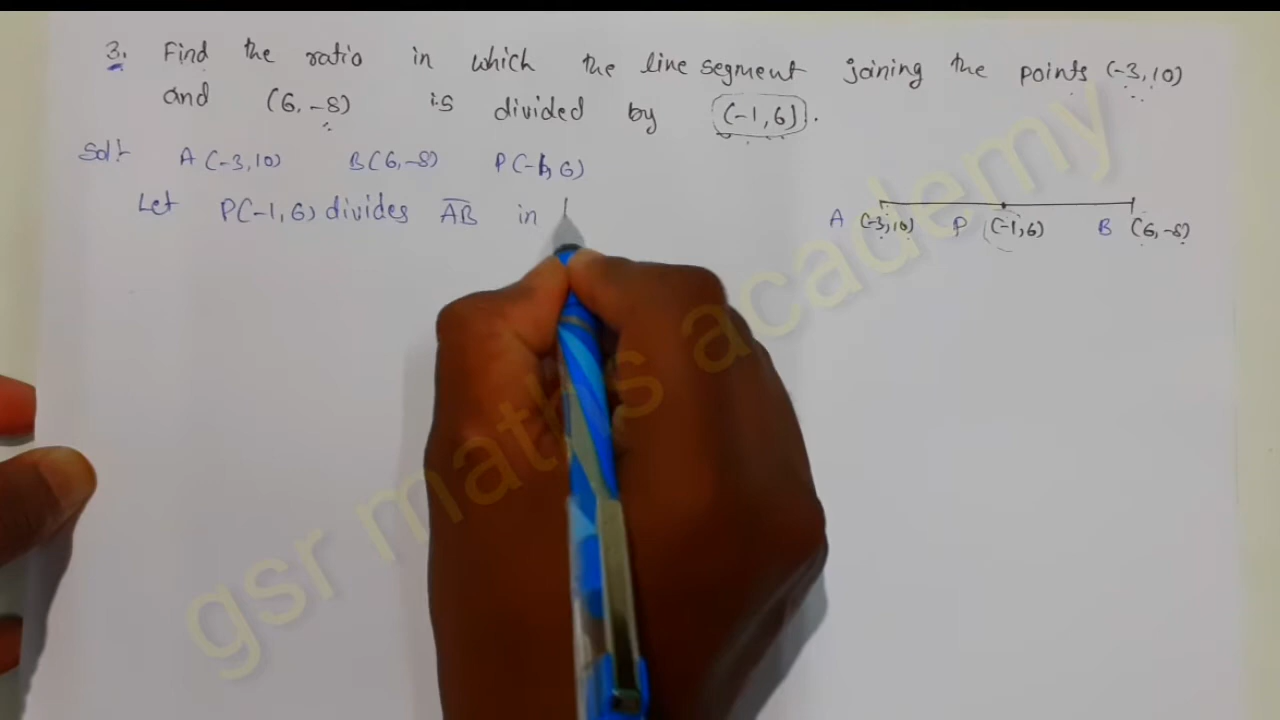 3. Find the ratio in which the line segment joining the points (-3,10)
and (6,-8) is divided by (-1,6).
Sol: A(-3,10) B(6,-8) P(-1,6)
Let P(-1,6) divides AB in
A (-3,10) P (-1,6) B (6,-8)
gsr maths academy